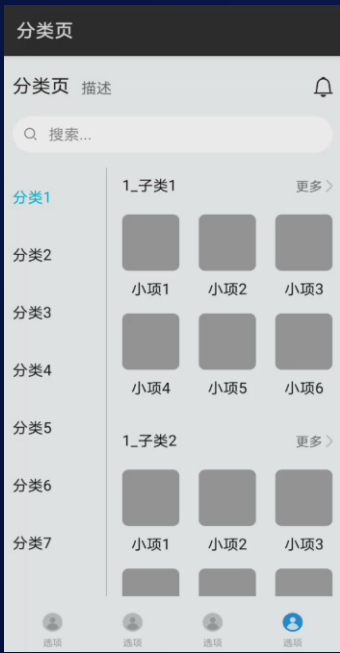 分类页
分类页 描述
搜索...
分类1
分类2
分类3
分类4
分类5
分类6
分类7
1_子类1 更多
小项1 小项2 小项3
小项4 小项5 小项6
1_子类2 更多
小项1 小项2 小项3
选项 选项 选项 选项